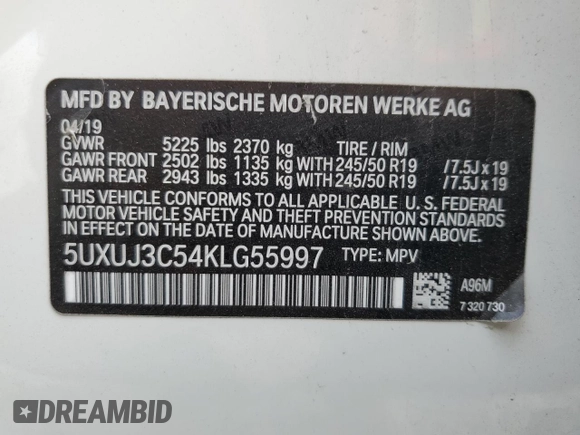 MFD BY BAYERISCHE MOTOREN WERKE AG
04/19
GVWR 5225 lbs 2370 kg TIRE / RIM
GAWR FRONT 2502 lbs 1135 kg WITH 245/50 R19 /7.5J x 19
GAWR REAR 2943 lbs 1335 kg WITH 245/50 R19 /7.5J x 19
THIS VEHICLE CONFORMS TO ALL APPLICABLE U. S. FEDERAL
MOTOR VEHICLE SAFETY STANDARDS AND THEFT PREVENTION
IN EFFECT ON THE DATE OF MANUFACTURE SHOWN ABOVE.
5UXUJ3C54KLG55997 TYPE: MPV
A96M
7 320 730
DREAMBID